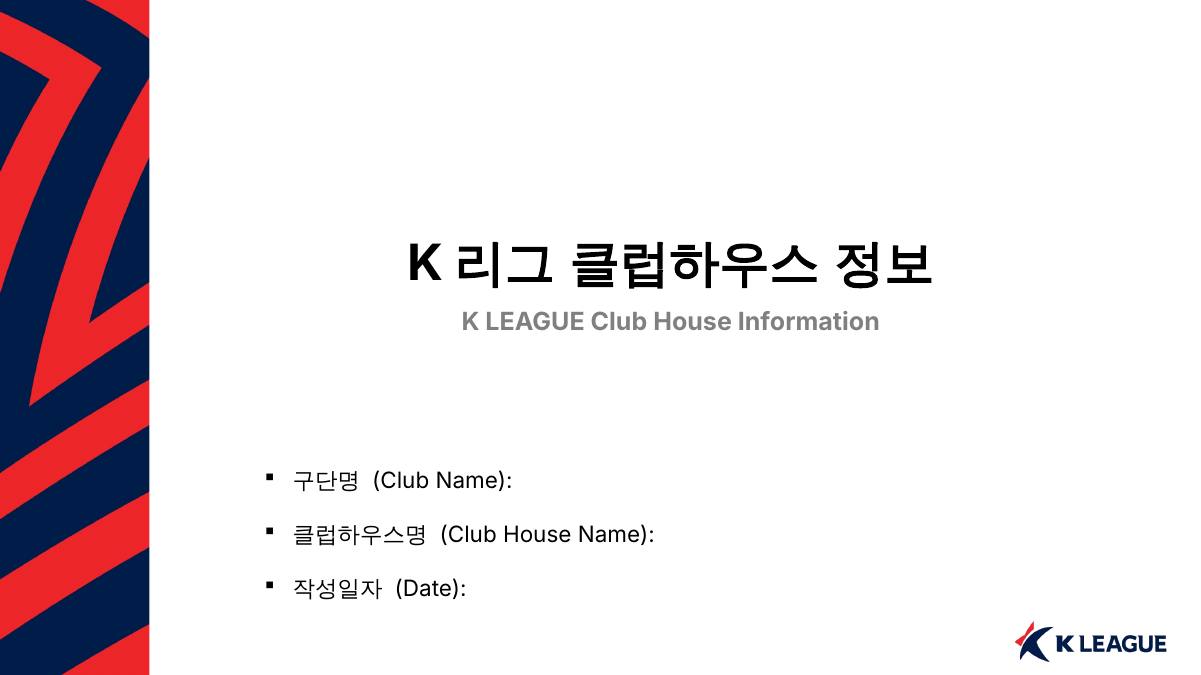 K 리그 클럽하우스 정보
K LEAGUE Club House Information
▪ 구단명 (Club Name):
▪ 클럽하우스명 (Club House Name):
▪ 작성일자 (Date):
K LEAGUE